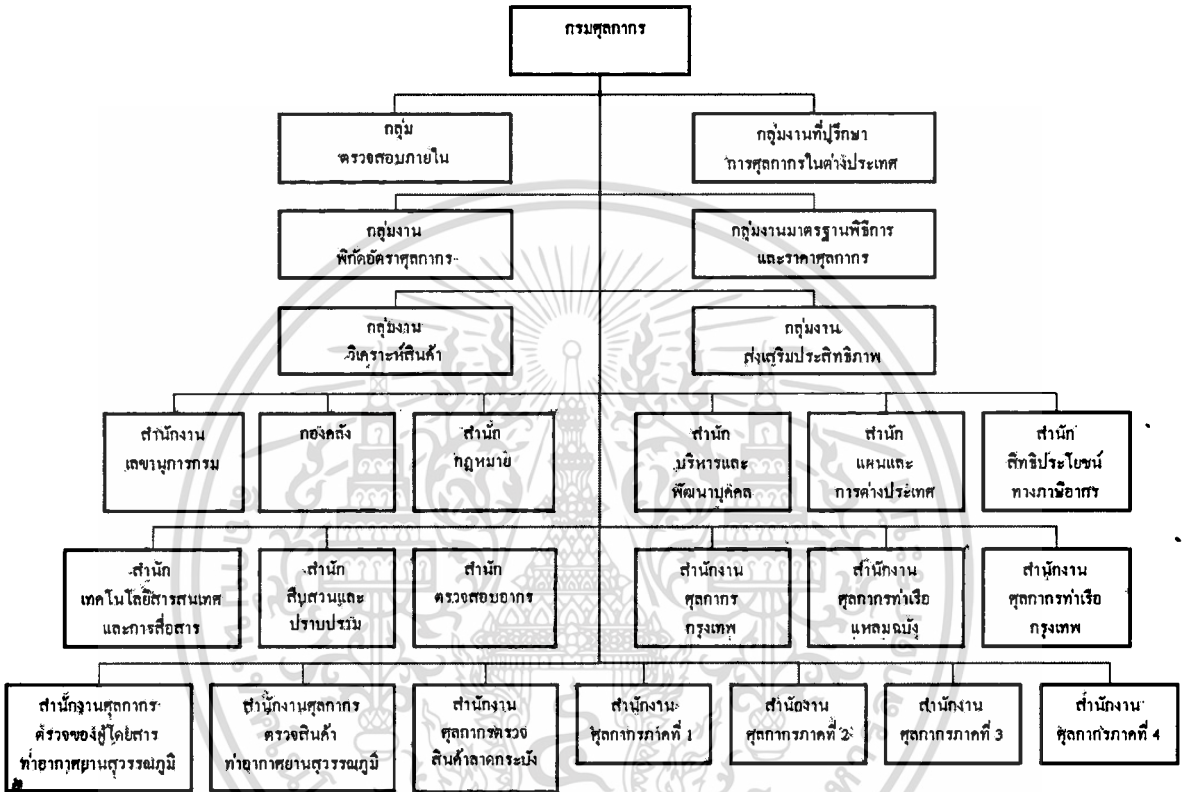 กรมศุลกากร
กลุ่ม
ตรวจสอบภายใน
กลุ่มงานที่ปรึกษา
การศุลกากรในต่างประเทศ
กลุ่มงาน
พิกัดอัตราศุลกากร
กลุ่มงานมาตรฐานพิธีการ
และราคาศุลกากร
กลุ่มงาน
วิเคราะห์สินค้า
กลุ่มงาน
ส่งเสริมประสิทธิภาพ
สำนักงาน
เลขานุการกรม
กองคลัง
สำนัก
กฎหมาย
สำนัก
บริหารและ
พัฒนาบุคคล
สำนัก
แผนและ
การต่างประเทศ
สำนัก
สิทธิประโยชน์
ทางภาษีอากร
สำนัก
เทคโนโลยีสารสนเทศ
และการสื่อสาร
สำนัก
สืบสวนและ
ปราบปราม
สำนัก
ตรวจสอบอากร
สำนักงาน
ศุลกากร
กรุงเทพ
สำนักงาน
ศุลกากรท่าเรือ
แหลมฉบัง
สำนักงาน
ศุลกากรท่าเรือ
กรุงเทพ
สำนักงานศุลกากร
ตรวจของผู้โดยสาร
ท่าอากาศยานสุวรรณภูมิ
สำนักงานศุลกากร
ตรวจสินค้า
ท่าอากาศยานสุวรรณภูมิ
สำนักงาน
ศุลกากรตรวจ
สินค้าลาดกระบัง
สำนักงาน
ศุลกากรภาคที่ 1
สำนักงาน
ศุลกากรภาคที่ 2
สำนักงาน
ศุลกากรภาคที่ 3
สำนักงาน
ศุลกากรภาคที่ 4